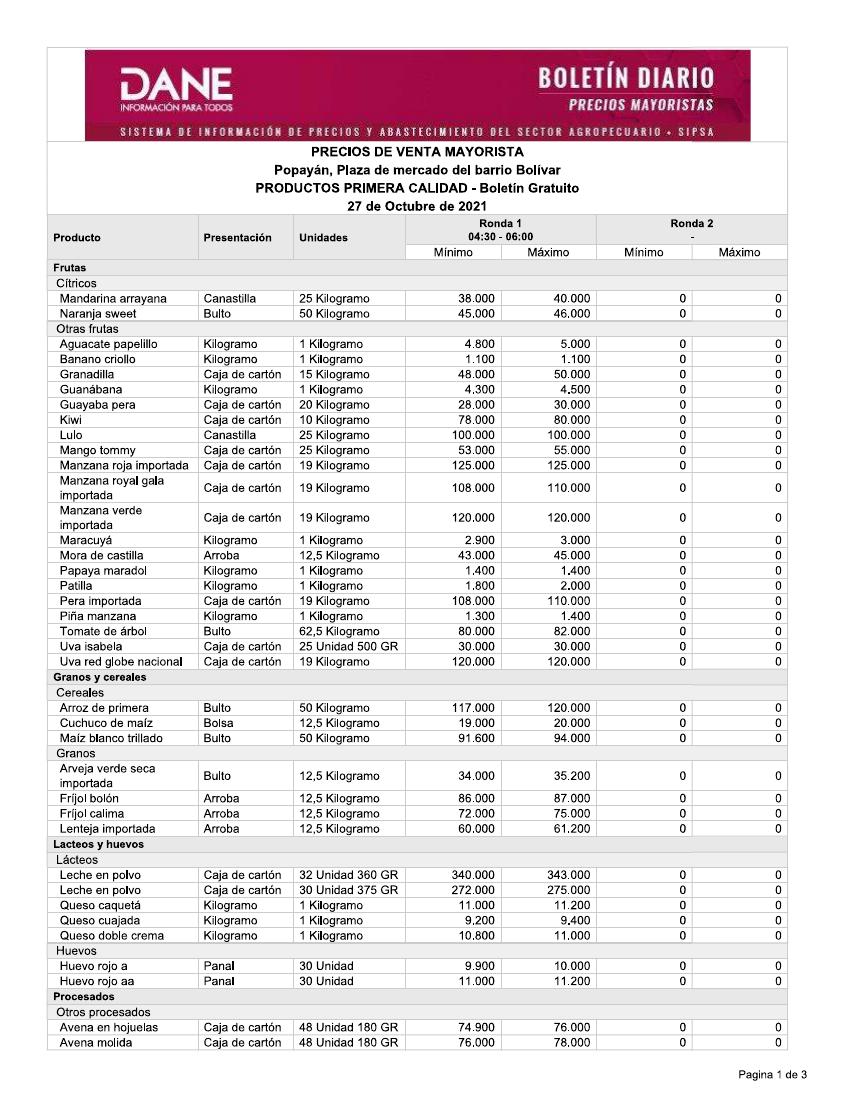 DANE
INFORMACIÓN PARA TODOS
BOLETÍN DIARIO
PRECIOS MAYORISTAS
SISTEMA DE INFORMACIÓN DE PRECIOS Y ABASTECIMIENTO DEL SECTOR AGROPECUARIO • SIPSA
PRECIOS DE VENTA MAYORISTA
Popayán, Plaza de mercado del barrio Bolívar
PRODUCTOS PRIMERA CALIDAD - Boletín Gratuito
27 de Octubre de 2021
Producto Presentación Unidades Ronda 1 Ronda 2
04:30 - 06:00 -
Mínimo Máximo Mínimo Máximo
Frutas
Cítricos
Mandarina arrayana Canastilla 25 Kilogramo 38.000 40.000 0 0
Naranja sweet Bulto 50 Kilogramo 45.000 46.000 0 0
Otras frutas
Aguacate papelillo Kilogramo 1 Kilogramo 4.800 5.000 0 0
Banano criollo Kilogramo 1 Kilogramo 1.100 1.100 0 0
Granadilla Caja de cartón 15 Kilogramo 48.000 50.000 0 0
Guanábana Kilogramo 1 Kilogramo 4.300 4.500 0 0
Guayaba pera Caja de cartón 20 Kilogramo 28.000 30.000 0 0
Kiwi Caja de cartón 10 Kilogramo 78.000 80.000 0 0
Lulo Canastilla 25 Kilogramo 100.000 100.000 0 0
Mango tommy Caja de cartón 25 Kilogramo 53.000 55.000 0 0
Manzana roja importada Caja de cartón 19 Kilogramo 125.000 125.000 0 0
Manzana royal gala
importada Caja de cartón 19 Kilogramo 108.000 110.000 0 0
Manzana verde
importada Caja de cartón 19 Kilogramo 120.000 120.000 0 0
Maracuyá Kilogramo 1 Kilogramo 2.900 3.000 0 0
Mora de castilla Arroba 12,5 Kilogramo 43.000 45.000 0 0
Papaya maradol Kilogramo 1 Kilogramo 1.400 1.400 0 0
Patilla Kilogramo 1 Kilogramo 1.800 2.000 0 0
Pera importada Caja de cartón 19 Kilogramo 108.000 110.000 0 0
Piña manzana Kilogramo 1 Kilogramo 1.300 1.400 0 0
Tomate de árbol Bulto 62,5 Kilogramo 80.000 82.000 0 0
Uva isabela Caja de cartón 25 Unidad 500 GR 30.000 30.000 0 0
Uva red globe nacional Caja de cartón 19 Kilogramo 120.000 120.000 0 0
Granos y cereales
Cereales
Arroz de primera Bulto 50 Kilogramo 117.000 120.000 0 0
Cuchuco de maíz Bolsa 12,5 Kilogramo 19.000 20.000 0 0
Maíz blanco trillado Bulto 50 Kilogramo 91.600 94.000 0 0
Granos
Arveja verde seca
importada Bulto 12,5 Kilogramo 34.000 35.200 0 0
Fríjol bolón Arroba 12,5 Kilogramo 86.000 87.000 0 0
Fríjol calima Arroba 12,5 Kilogramo 72.000 75.000 0 0
Lenteja importada Arroba 12,5 Kilogramo 60.000 61.200 0 0
Lacteos y huevos
Lácteos
Leche en polvo Caja de cartón 32 Unidad 360 GR 340.000 343.000 0 0
Leche en polvo Caja de cartón 30 Unidad 375 GR 272.000 275.000 0 0
Queso caquetá Kilogramo 1 Kilogramo 11.000 11.200 0 0
Queso cuajada Kilogramo 1 Kilogramo 9.200 9.400 0 0
Queso doble crema Kilogramo 1 Kilogramo 10.800 11.000 0 0
Huevos
Huevo rojo a Panal 30 Unidad 9.900 10.000 0 0
Huevo rojo aa Panal 30 Unidad 11.000 11.200 0 0
Procesados
Otros procesados
Avena en hojuelas Caja de cartón 48 Unidad 180 GR 74.900 76.000 0 0
Avena molida Caja de cartón 48 Unidad 180 GR 76.000 78.000 0 0
Pagina 1 de 3